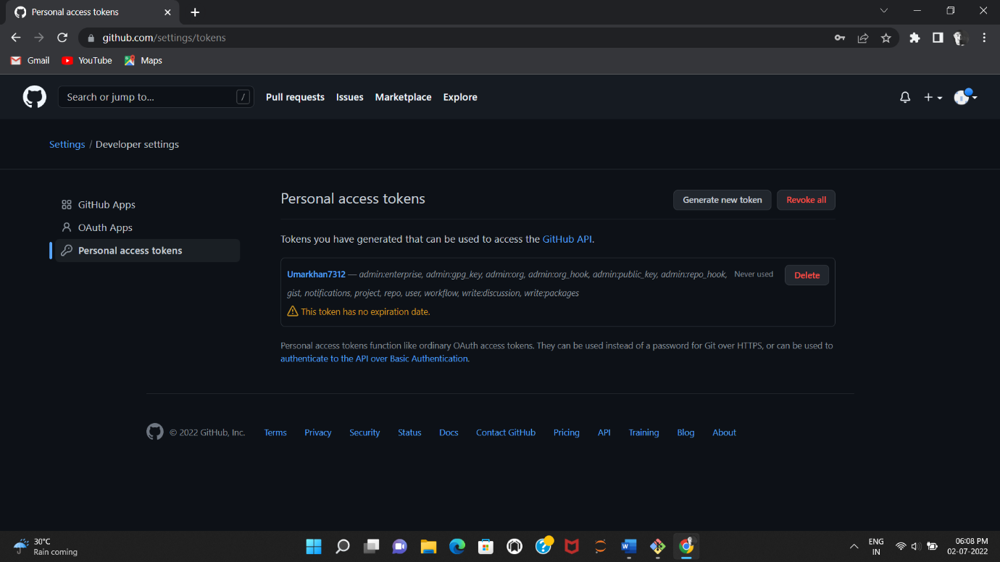 Personal access tokens
github.com/settings/tokens
Gmail YouTube Maps
Search or jump to... / Pull requests Issues Marketplace Explore
Settings / Developer settings
GitHub Apps
OAuth Apps
Personal access tokens
Personal access tokens
Generate new token Revoke all
Tokens you have generated that can be used to access the GitHub API.
Umarkhan7312 — admin:enterprise, admin:gpg_key, admin:org, admin:org_hook, admin:public_key, admin:repo_hook, Never used Delete
gist, notifications, project, repo, user, workflow, write:discussion, write:packages
This token has no expiration date.
Personal access tokens function like ordinary OAuth access tokens. They can be used instead of a password for Git over HTTPS, or can be used to
authenticate to the API over Basic Authentication.
© 2022 GitHub, Inc. Terms Privacy Security Status Docs Contact GitHub Pricing API Training Blog About
30°C
Rain coming
ENG
IN
06:08 PM
02-07-2022